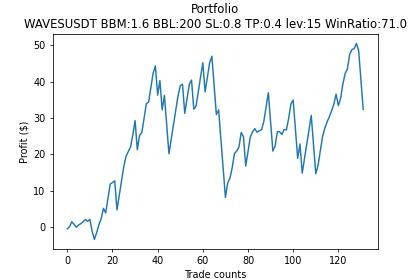 Portfolio
WAVESUSDT BBM:1.6 BBL:200 SL:0.8 TP:0.4 lev:15 WinRatio:71.0
Profit ($)
50
40
30
20
10
0
0 20 40 60 80 100 120
Trade counts